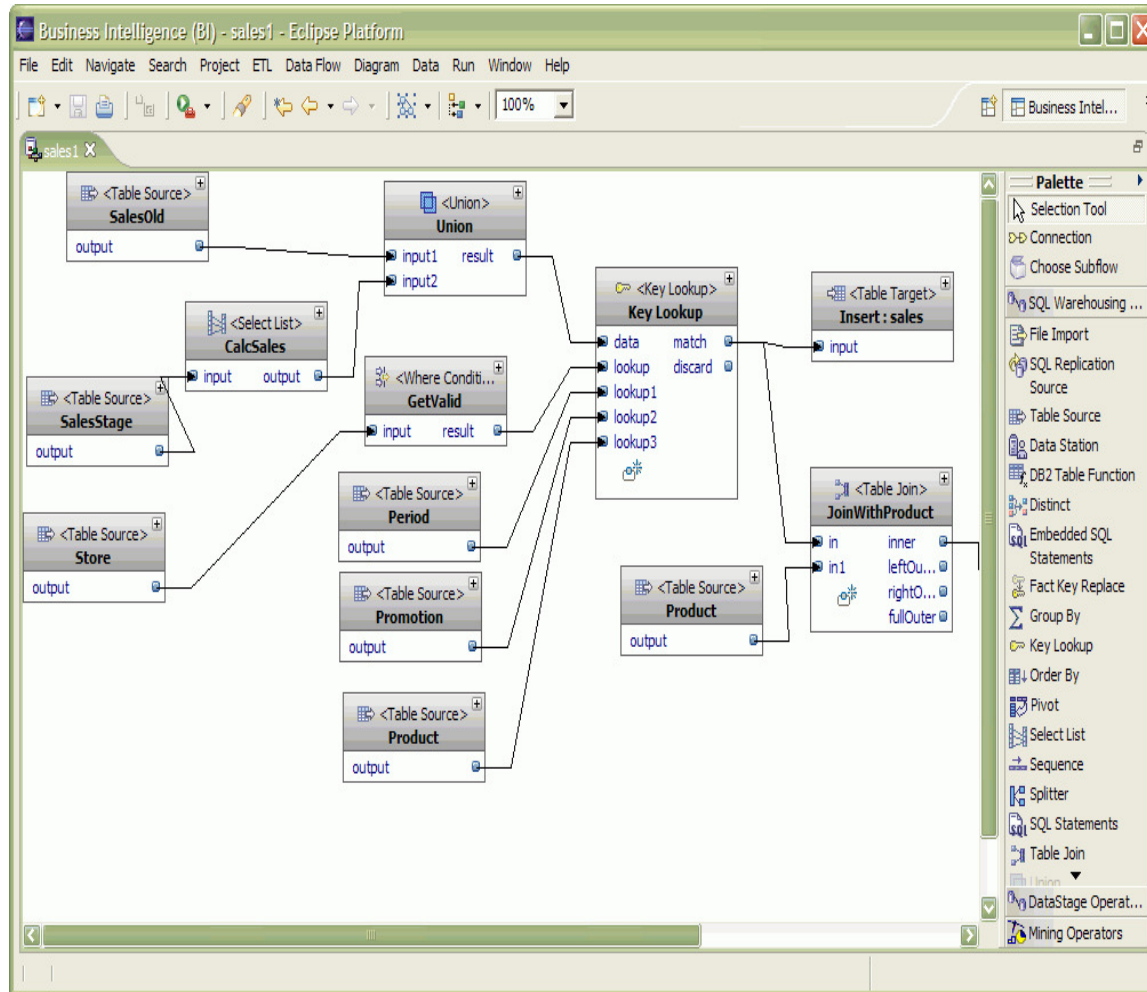 Business Intelligence (BI) - sales1 - Eclipse Platform
File Edit Navigate Search Project ETL Data Flow Diagram Data Run Window Help
100%
Business Intel...
sales1
<Table Source>
SalesOld
output
<Union>
Union
input1 result
input2
<Select List>
CalcSales
input output
<Table Source>
SalesStage
output
<Where Conditi...
GetValid
input result
<Table Source>
Store
output
<Table Source>
Period
output
<Table Source>
Promotion
output
<Table Source>
Product
output
<Key Lookup>
Key Lookup
data match
lookup discard
lookup1
lookup2
lookup3
<Table Target>
Insert : sales
input
<Table Source>
Product
output
<Table Join>
JoinWithProduct
in inner
in1 leftOu...
rightO...
fullOuter
Palette
Selection Tool
Connection
Choose Subflow
SQL Warehousing ...
File Import
SQL Replication
Source
Table Source
Data Station
DB2 Table Function
Distinct
Embedded SQL
Statements
Fact Key Replace
Group By
Key Lookup
Order By
Pivot
Select List
Sequence
Splitter
SQL Statements
Table Join
Union
DataStage Operat...
Mining Operators